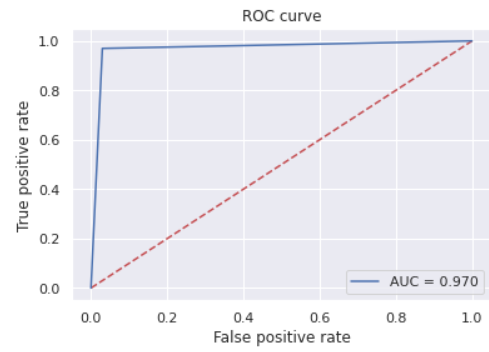 ROC curve
True positive rate
1.0
0.8
0.6
0.4
0.2
0.0
AUC = 0.970
0.0 0.2 0.4 0.6 0.8 1.0
False positive rate